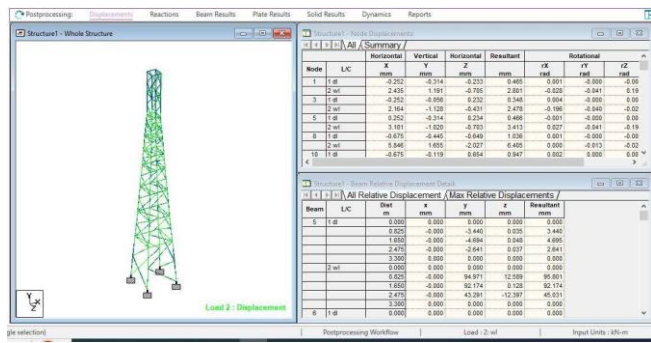 Postprocessing: Displacements Reactions Beam Results Plate Results Solid Results Dynamics Reports
Structure1 - Whole Structure
Load 2 : Displacement
Y
X
Z
Structure1 - Node Displacements
All Summary
Horizontal Vertical Horizontal Resultant Rotational
Node L/C X mm Y mm Z mm mm rX rad rY rad rZ rad
1 1 dl -0.252 -0.314 -0.233 0.465 0.001 -0.000 -0.00
2 wl 2.435 1.191 -0.705 2.801 -0.028 -0.041 0.19
3 1 dl -0.252 -0.056 0.232 0.348 0.004 -0.000
2 wl 2.164 -1.128 -0.431 2.478 -0.196 -0.040 -0.02
5 1 dl 0.252 -0.314 0.234 0.466 -0.001 -0.000
2 wl 3.181 -1.020 -0.703 3.413 0.027 -0.041 -0.19
8 1 dl -0.675 -0.445 -0.649 1.036 0.001 -0.000 -0.00
2 wl 5.846 1.655 -2.027 6.405 0.000 -0.013 -0.02
10 1 dl -0.675 -0.119 0.654 0.947 0.002 0.000 0.00
Structure1 - Beam Relative Displacement Detail:
All Relative Displacement Max Relative Displacements
Beam L/C Dist m x mm y mm z mm Resultant mm
5 1 dl 0.000 0.000 0.000 0.000 0.000
0.825 -0.000 -3.440 0.035 3.440
1.650 -0.000 -4.694 0.048 4.695
2.475 -0.000 -2.641 0.037 2.641
3.300 0.000 0.000 0.000 0.000
2 wl 0.000 0.000 0.000 0.000 0.000
0.825 -0.000 94.971 12.589 95.801
1.650 -0.000 92.174 0.128 92.174
2.475 -0.000 43.291 -12.397 45.031
3.300 0.000 0.000 0.000 0.000
6 1 dl 0.000 0.000 0.000 0.000 0.000
gle selection) Postprocessing Workflow Load : 2: wl Input Units : kN-m